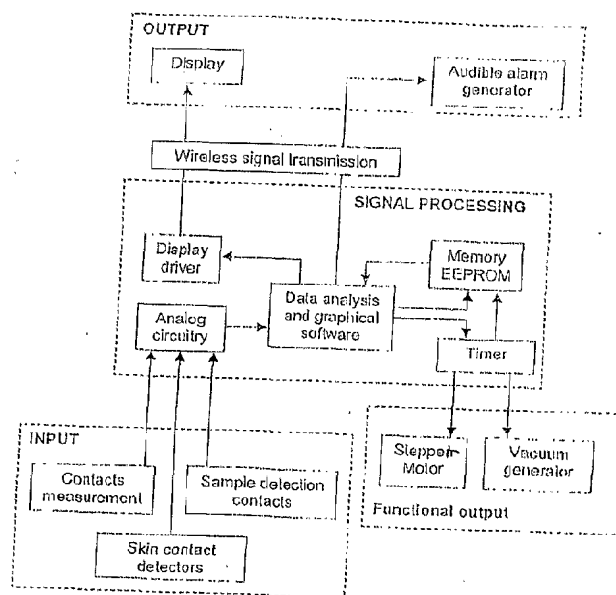 OUTPUT
Display
Audible alarm
generator
Wireless signal transmission
SIGNAL PROCESSING
Display
driver
Memory
EEPROM
Data analysis
and graphical
software
Analog
circuitry
Timer
INPUT
Contacts
measurement
Sample detection
contacts
Skin contact
detectors
Stepper
Motor
Vacuum
generator
Functional output